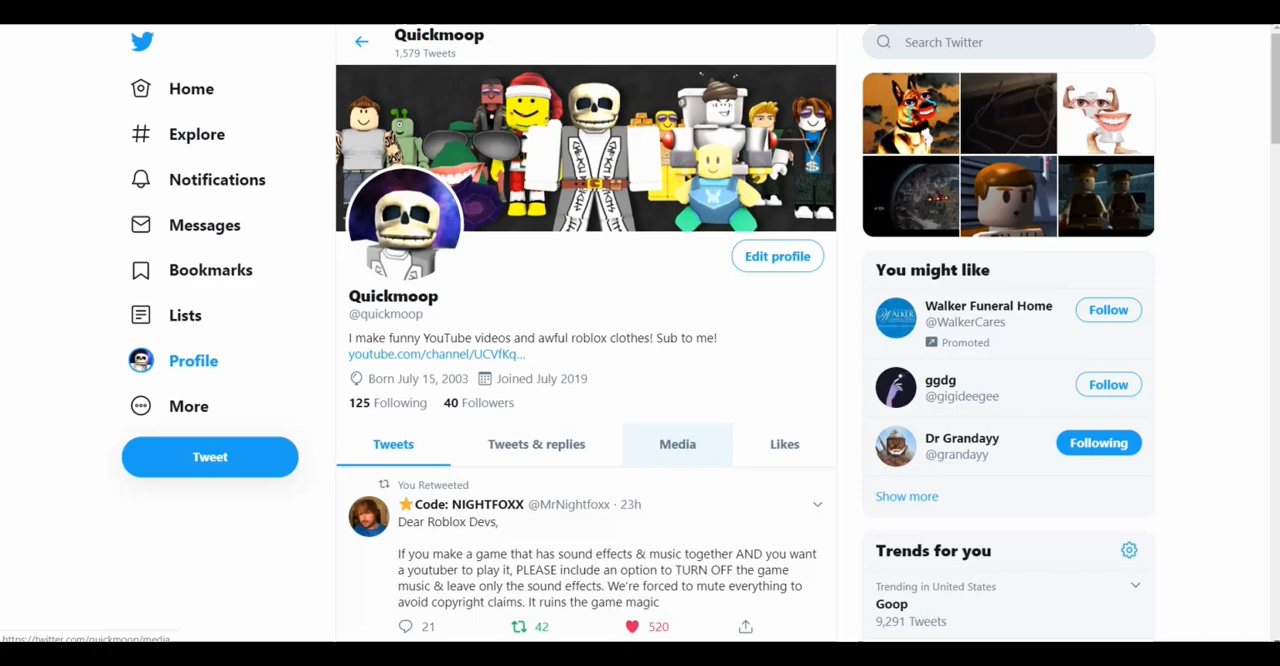 Home
Explore
Notifications
Messages
Bookmarks
Lists
Profile
More
Tweet
Quickmoop
1,579 Tweets
Edit profile
Quickmoop
@quickmoop
I make funny YouTube videos and awful roblox clothes! Sub to me!
youtube.com/channel/UCVfKq...
Born July 15, 2003 Joined July 2019
125 Following 40 Followers
Tweets Tweets & replies Media Likes
You Retweeted
⭐Code: NIGHTFOXX @MrNightfoxx · 23h
Dear Roblox Devs,
If you make a game that has sound effects & music together AND you want
a youtuber to play it, PLEASE include an option to TURN OFF the game
music & leave only the sound effects. We're forced to mute everything to
avoid copyright claims. It ruins the game magic
21 42 520
Search Twitter
You might like
Walker Funeral Home
@WalkerCares
Follow
Promoted
ggdg
@gigideegee
Follow
Dr Grandayy
@grandayy
Following
Show more
Trends for you
Trending in United States
Goop
9,291 Tweets
https://twitter.com/quickmoop/media